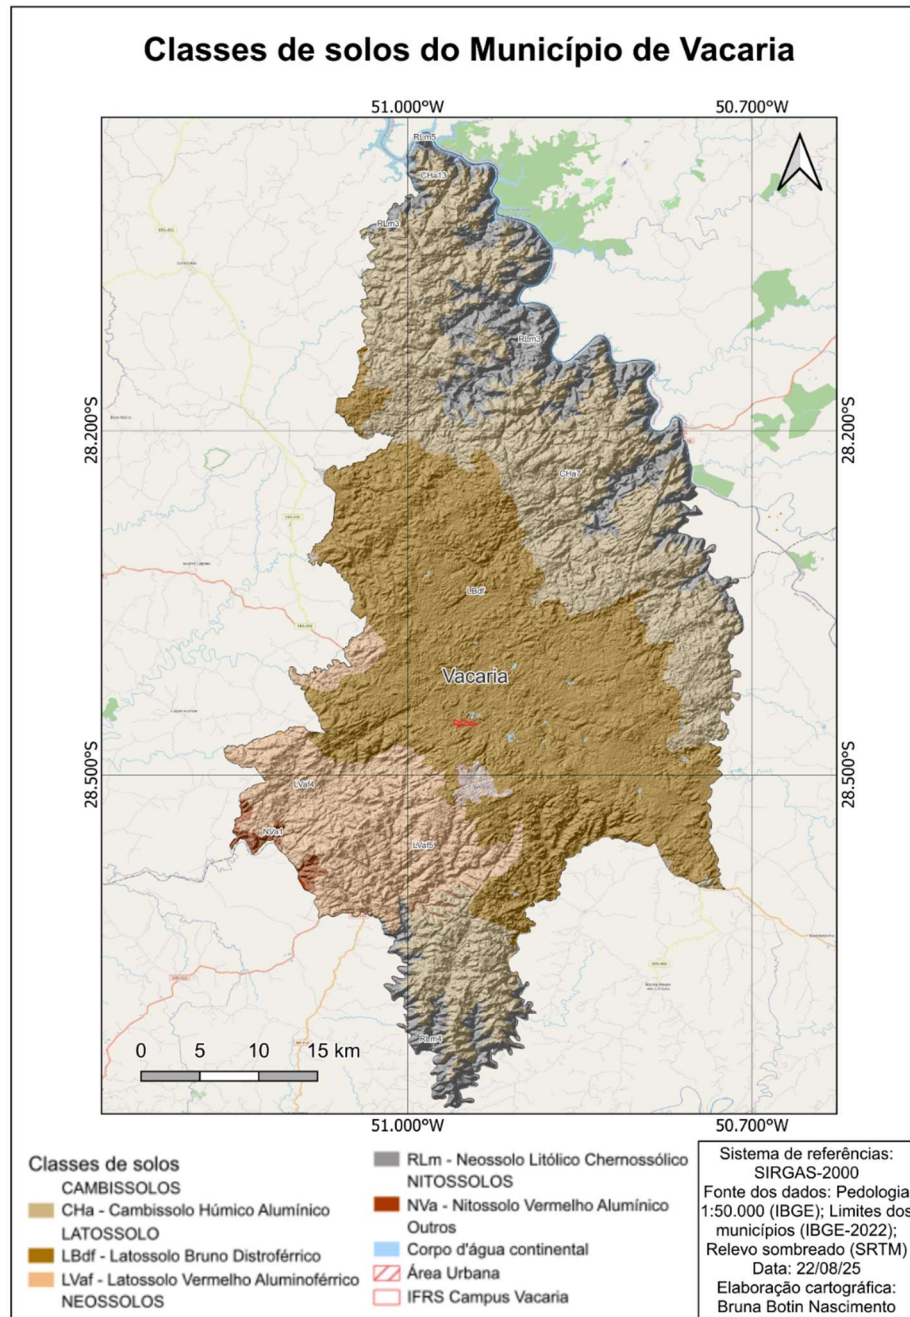 Classes de solos do Município de Vacaria
51.000°W
50.700°W
RLm5
CHa13
RLm3
RLm3
28.200°S
28.200°S
CHa7
LBdf
Vacaria
28.500°S
28.500°S
LVaf4
NVa1
LVaf5
RLm4
0 5 10 15 km
51.000°W
50.700°W
Classes de solos
CAMBISSOLOS
CHa - Cambissolo Húmico Alumínico
LATOSSOLO
LBdf - Latossolo Bruno Distroférrico
LVaf - Latossolo Vermelho Aluminoférrico
NEOSSOLOS
RLm - Neossolo Litólico Chernossólico
NITOSSOLOS
NVa - Nitossolo Vermelho Alumínico
Outros
Corpo d'água continental
Área Urbana
IFRS Campus Vacaria
Sistema de referências:
SIRGAS-2000
Fonte dos dados: Pedologia
1:50.000 (IBGE); Limites dos
municípios (IBGE-2022);
Relevo sombreado (SRTM)
Data: 22/08/25
Elaboração cartográfica:
Bruna Botin Nascimento